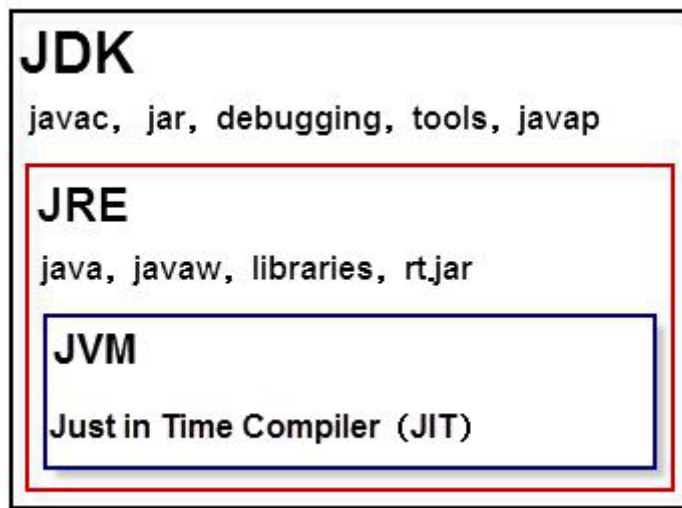 JDK
javac, jar, debugging, tools, javap
JRE
java, javaw, libraries, rt.jar
JVM
Just in Time Compiler (JIT)